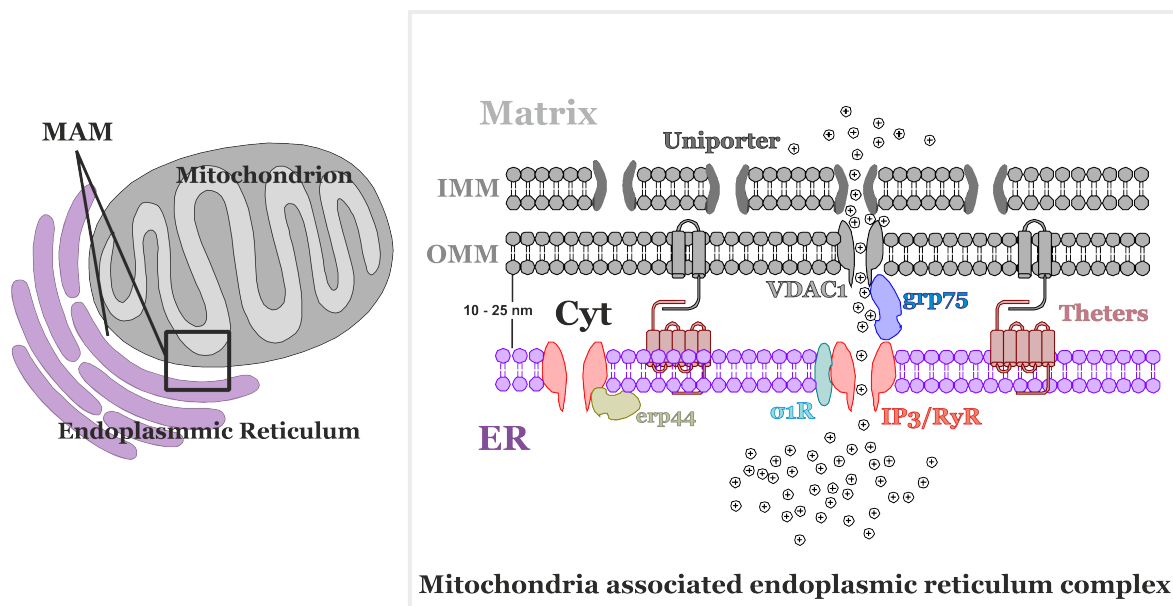 MAM
Mitochondrion
Endoplasmmic Reticulum
Matrix
Uniporter
IMM
OMM
VDAC1
grp75
10 - 25 nm
Cyt
Theters
σ1R
IP3/RyR
erp44
ER
Mitochondria associated endoplasmic reticulum complex